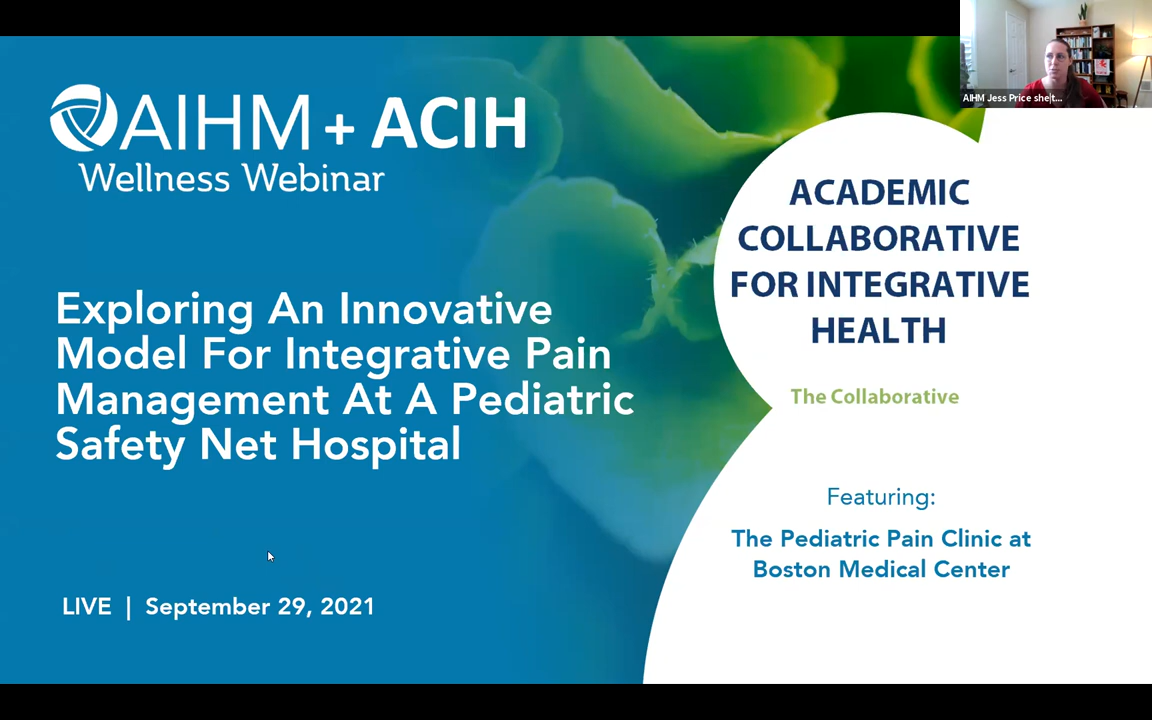 AIHM + ACIH
Wellness Webinar
Exploring An Innovative
Model For Integrative Pain
Management At A Pediatric
Safety Net Hospital
LIVE | September 29, 2021
ACADEMIC
COLLABORATIVE
FOR INTEGRATIVE
HEALTH
The Collaborative
Featuring:
The Pediatric Pain Clinic at
Boston Medical Center
AIHM Jess Price she\t...